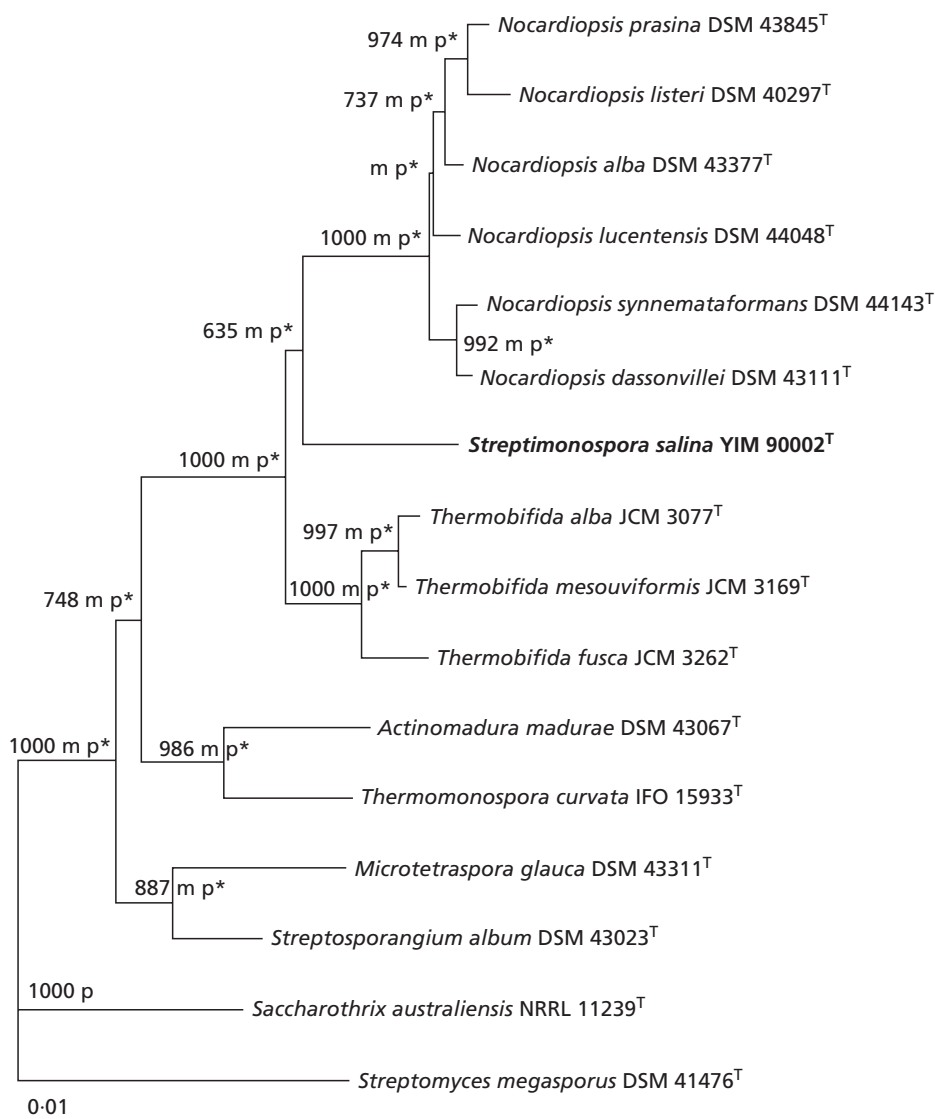 Nocardiopsis prasina DSM 43845T
974 m p*
Nocardiopsis listeri DSM 40297T
737 m p*
Nocardiopsis alba DSM 43377T
m p*
Nocardiopsis lucentensis DSM 44048T
1000 m p*
Nocardiopsis synnemataformans DSM 44143T
635 m p*
992 m p*
Nocardiopsis dassonvillei DSM 43111T
Streptimonospora salina YIM 90002T
1000 m p*
Thermobifida alba JCM 3077T
997 m p*
Thermobifida mesouviformis JCM 3169T
1000 m p*
748 m p*
Thermobifida fusca JCM 3262T
Actinomadura madurae DSM 43067T
1000 m p*
986 m p*
Thermomonospora curvata IFO 15933T
Microtetraspora glauca DSM 43311T
887 m p*
Streptosporangium album DSM 43023T
1000 p
Saccharothrix australiensis NRRL 11239T
Streptomyces megasporus DSM 41476T
0·01